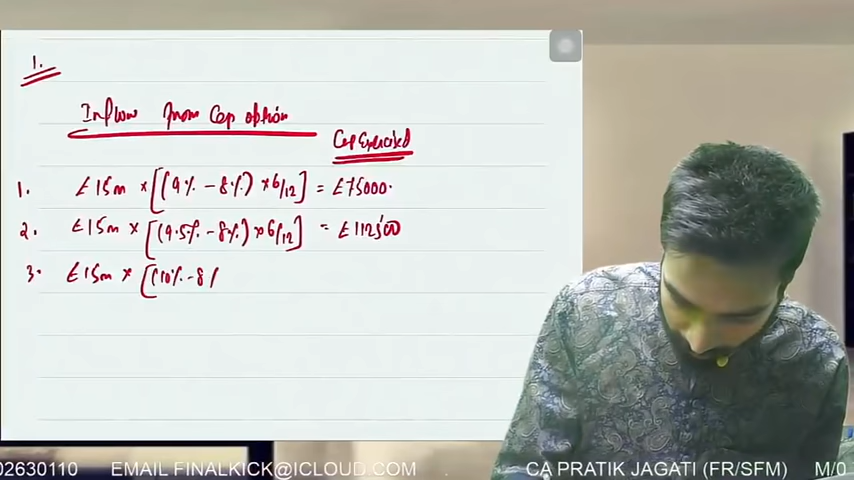 1.
Inflow from Cap option
Cap Exercised
1. £15m × [(9% - 8%) × 6/12] = £75000.
2. £15m × [(9.5% - 8%) × 6/12] = £112500
3. £15m × [(10% - 8
02630110 EMAIL FINALKICK@ICLOUD.COM . CA PRATIK JAGATI (FR/SFM) M/0